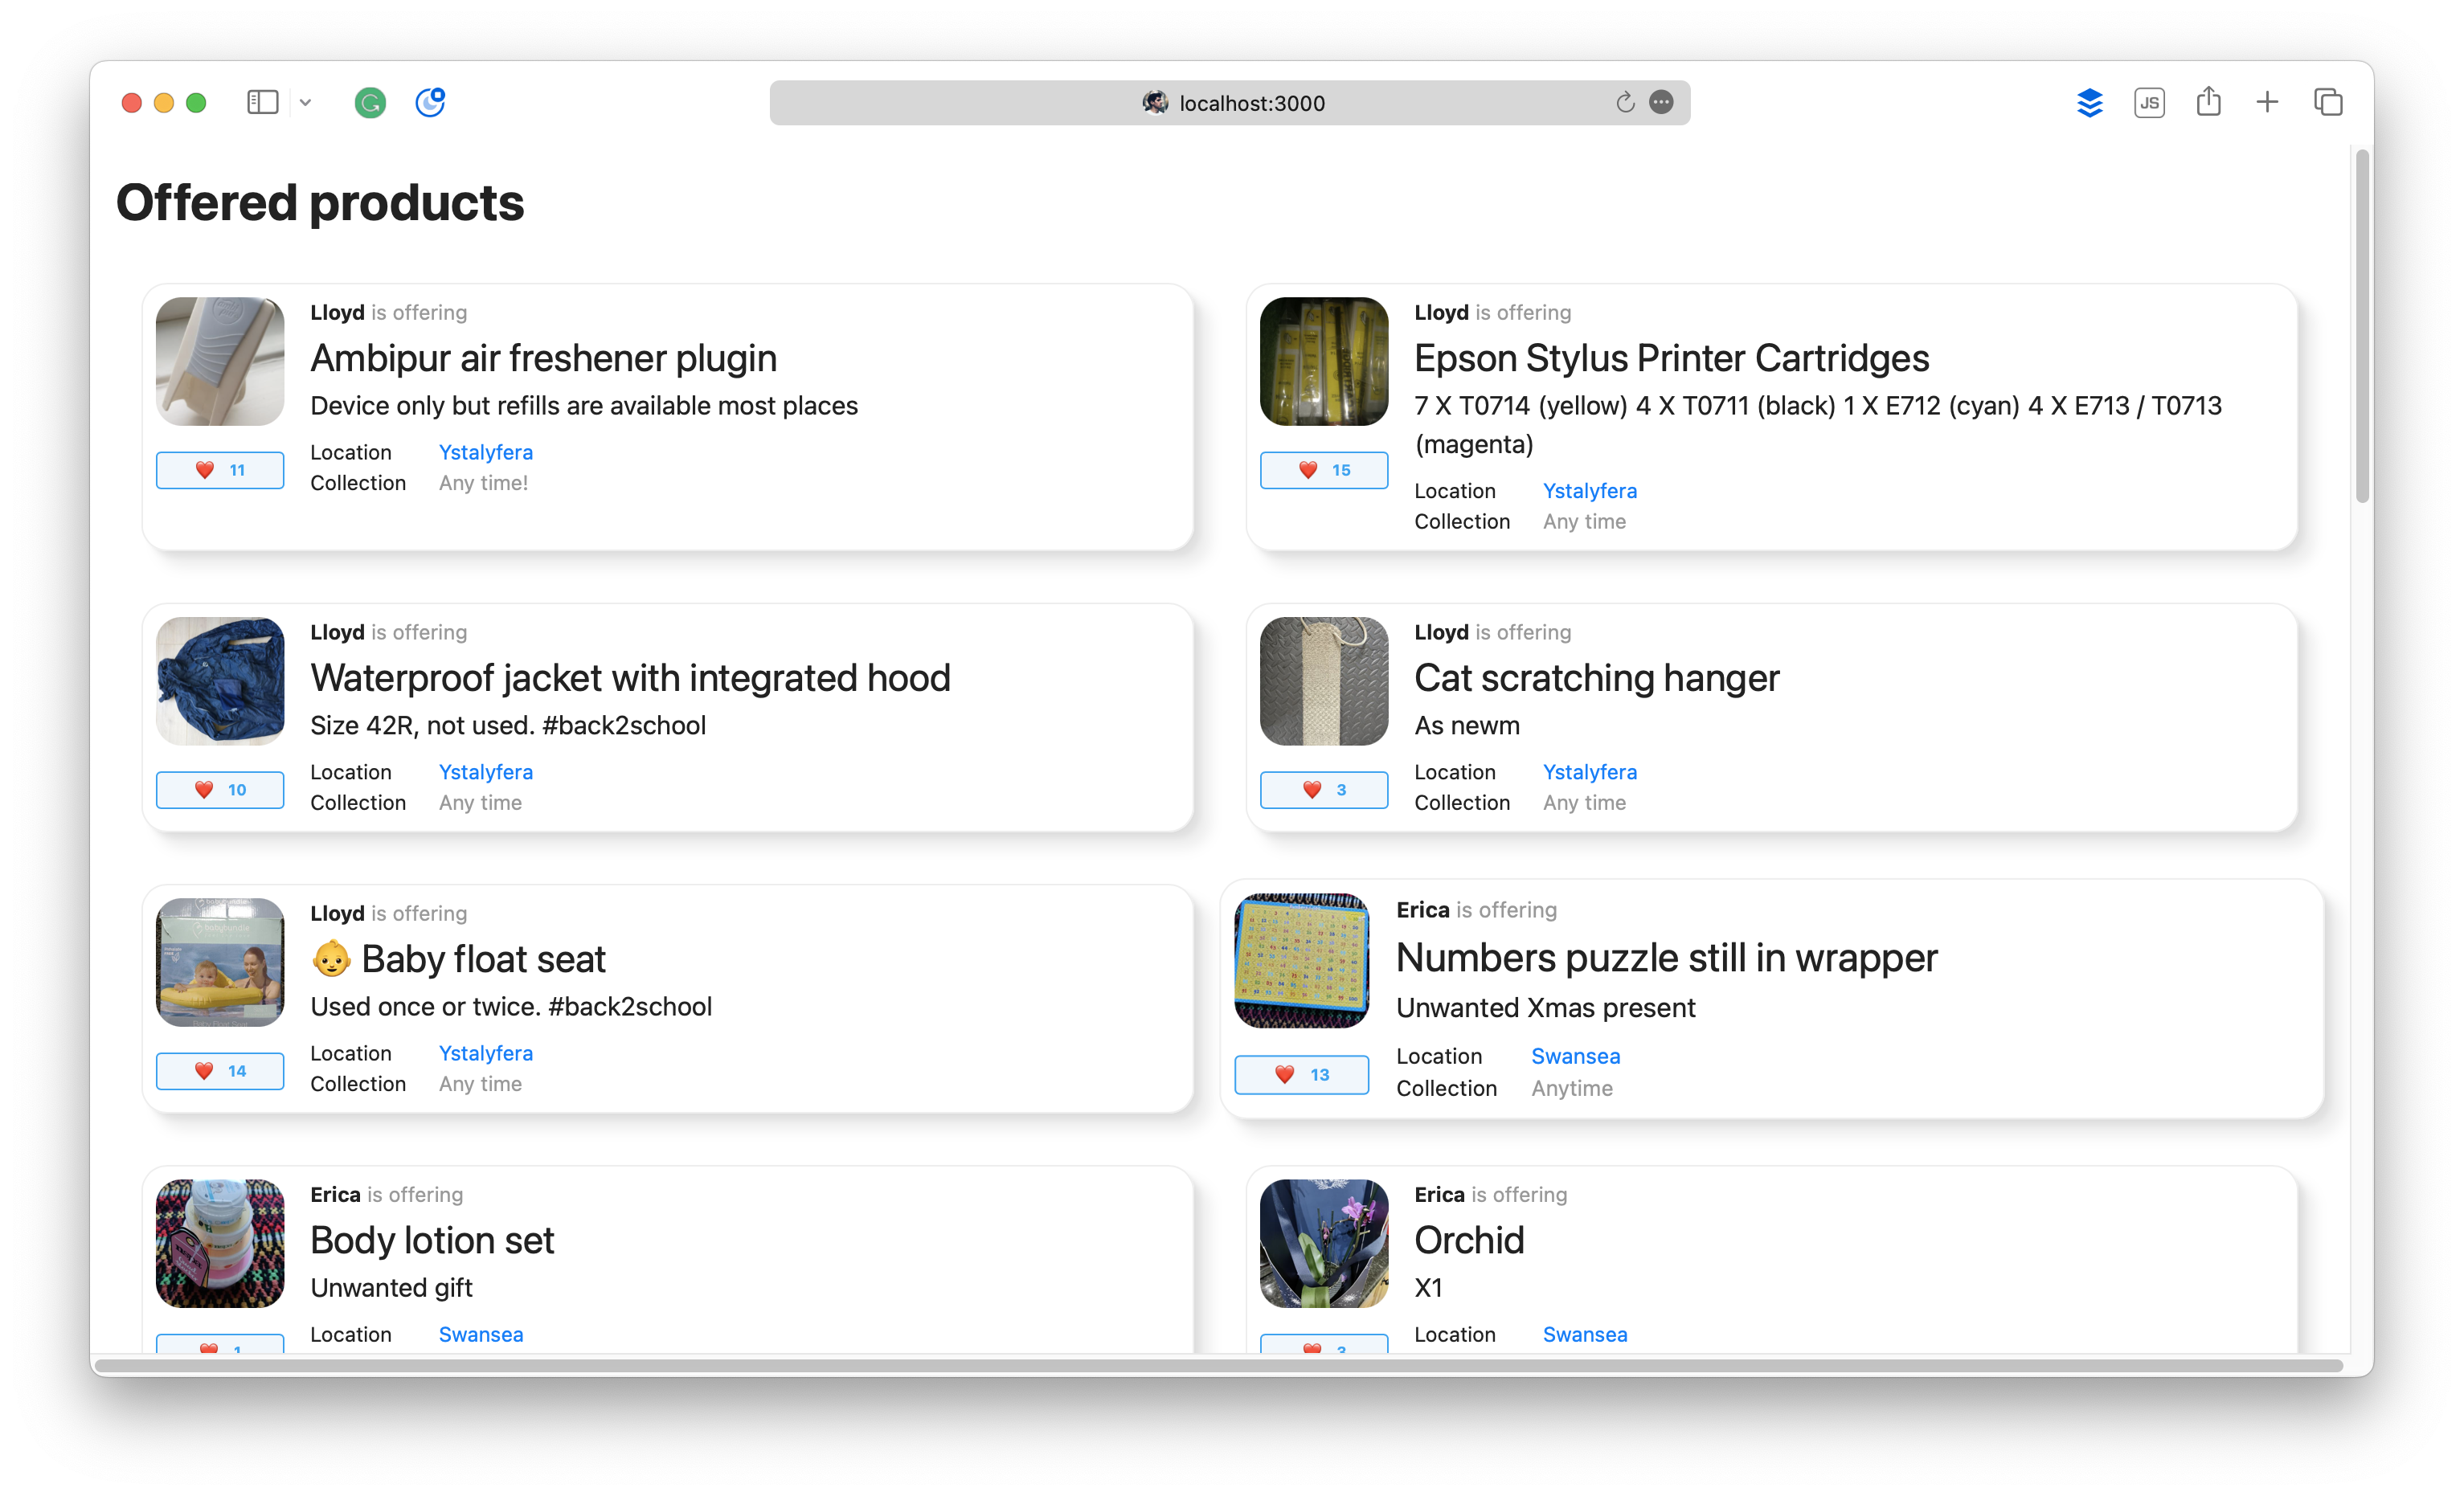 localhost:3000
JS
Offered products
Lloyd is offering
Ambipur air freshener plugin
Device only but refills are available most places
Location Ystalyfera
Collection Any time!
❤️ 11
Lloyd is offering
Epson Stylus Printer Cartridges
7 X T0714 (yellow) 4 X T0711 (black) 1 X E712 (cyan) 4 X E713 / T0713
(magenta)
Location Ystalyfera
Collection Any time
❤️ 15
Lloyd is offering
Waterproof jacket with integrated hood
Size 42R, not used. #back2school
Location Ystalyfera
Collection Any time
❤️ 10
Lloyd is offering
Cat scratching hanger
As newm
Location Ystalyfera
Collection Any time
❤️ 3
Lloyd is offering
👶 Baby float seat
Used once or twice. #back2school
Location Ystalyfera
Collection Any time
❤️ 14
Erica is offering
Numbers puzzle still in wrapper
Unwanted Xmas present
Location Swansea
Collection Anytime
❤️ 13
Erica is offering
Body lotion set
Unwanted gift
Location Swansea
❤️ 1
Erica is offering
Orchid
X1
Location Swansea
❤️ 3